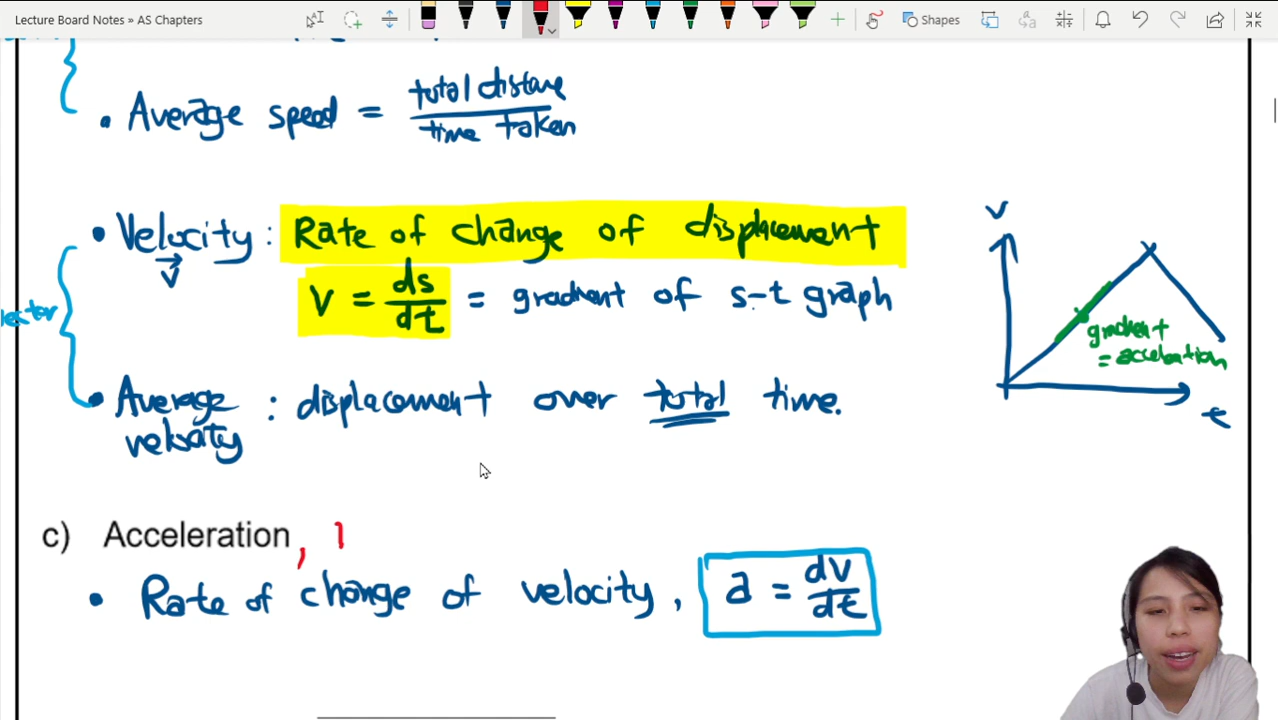 Lecture Board Notes » AS Chapters
Shapes
• Average speed = total distane / time taken
• Velocity : Rate of change of displacement
v
V = ds/dt = gradient of s-t graph
• Average velocity : displacement over total time.
v
gradient
= acceleration
t
c) Acceleration, 1
• Rate of change of velocity, a = dv/dt